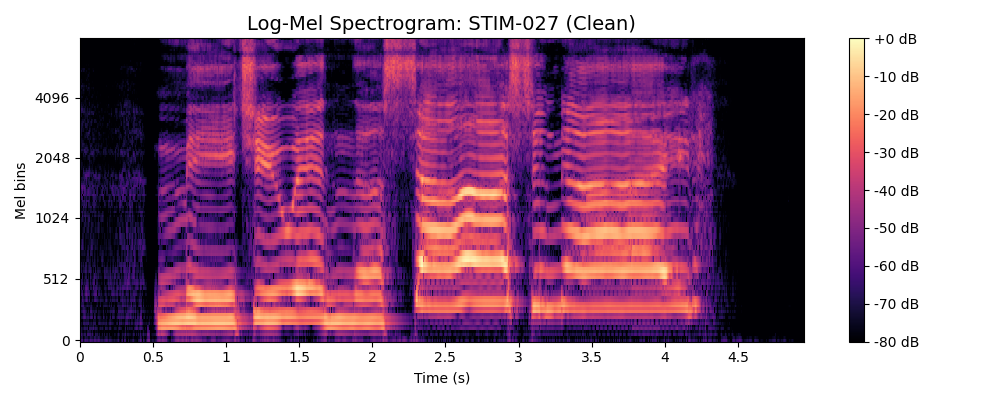 Log-Mel Spectrogram: STIM-027 (Clean)
+0 dB
-10 dB
-20 dB
-30 dB
-40 dB
-50 dB
-60 dB
-70 dB
-80 dB
Mel bins
4096
2048
1024
512
0
0 0.5 1 1.5 2 2.5 3 3.5 4 4.5
Time (s)